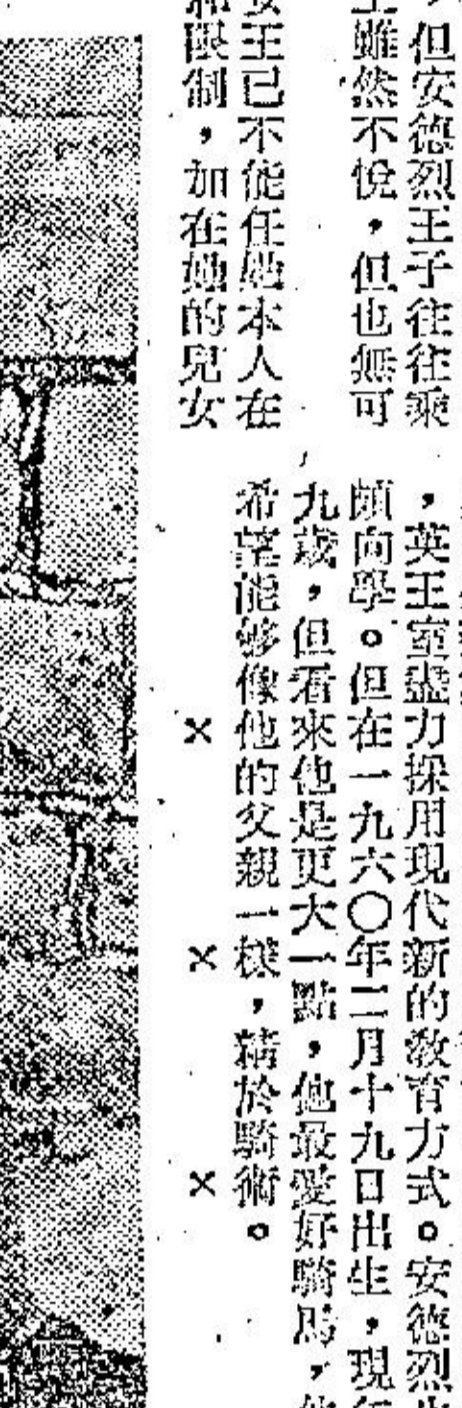 ，但安德烈王子往往乘
雖然不悅，但也無可
女王已不能任她本人在
和限制，加在她的兒女
，英王室盡力採用現代新的敎育方式。安德烈
頗向學。但在一九六〇年二月十九日出生，現年
九歲，但看來他是更大一點，他最愛好騎馬，他
希望能够像他的父親一樣，精於騎術。
× × ×